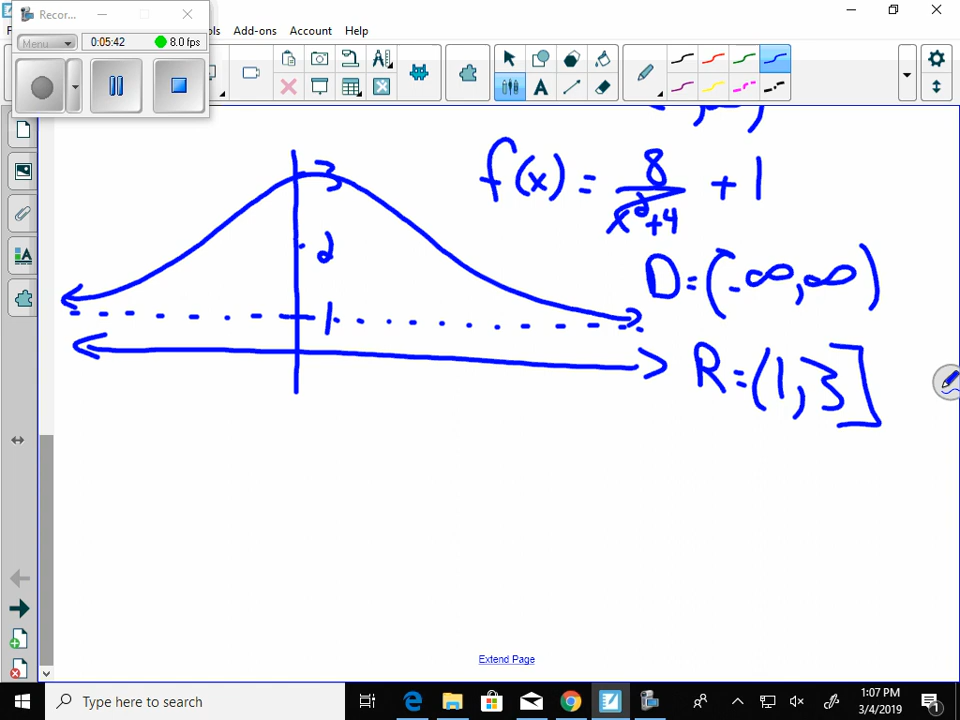 Recor...
Menu
0:05:42
8.0 fps
ols Add-ons Account Help
f(x) = 8/(x²+4) + 1
3
2
1
D=(-∞,∞)
R=(1,3]
Extend Page
Type here to search
1:07 PM
3/4/2019
1